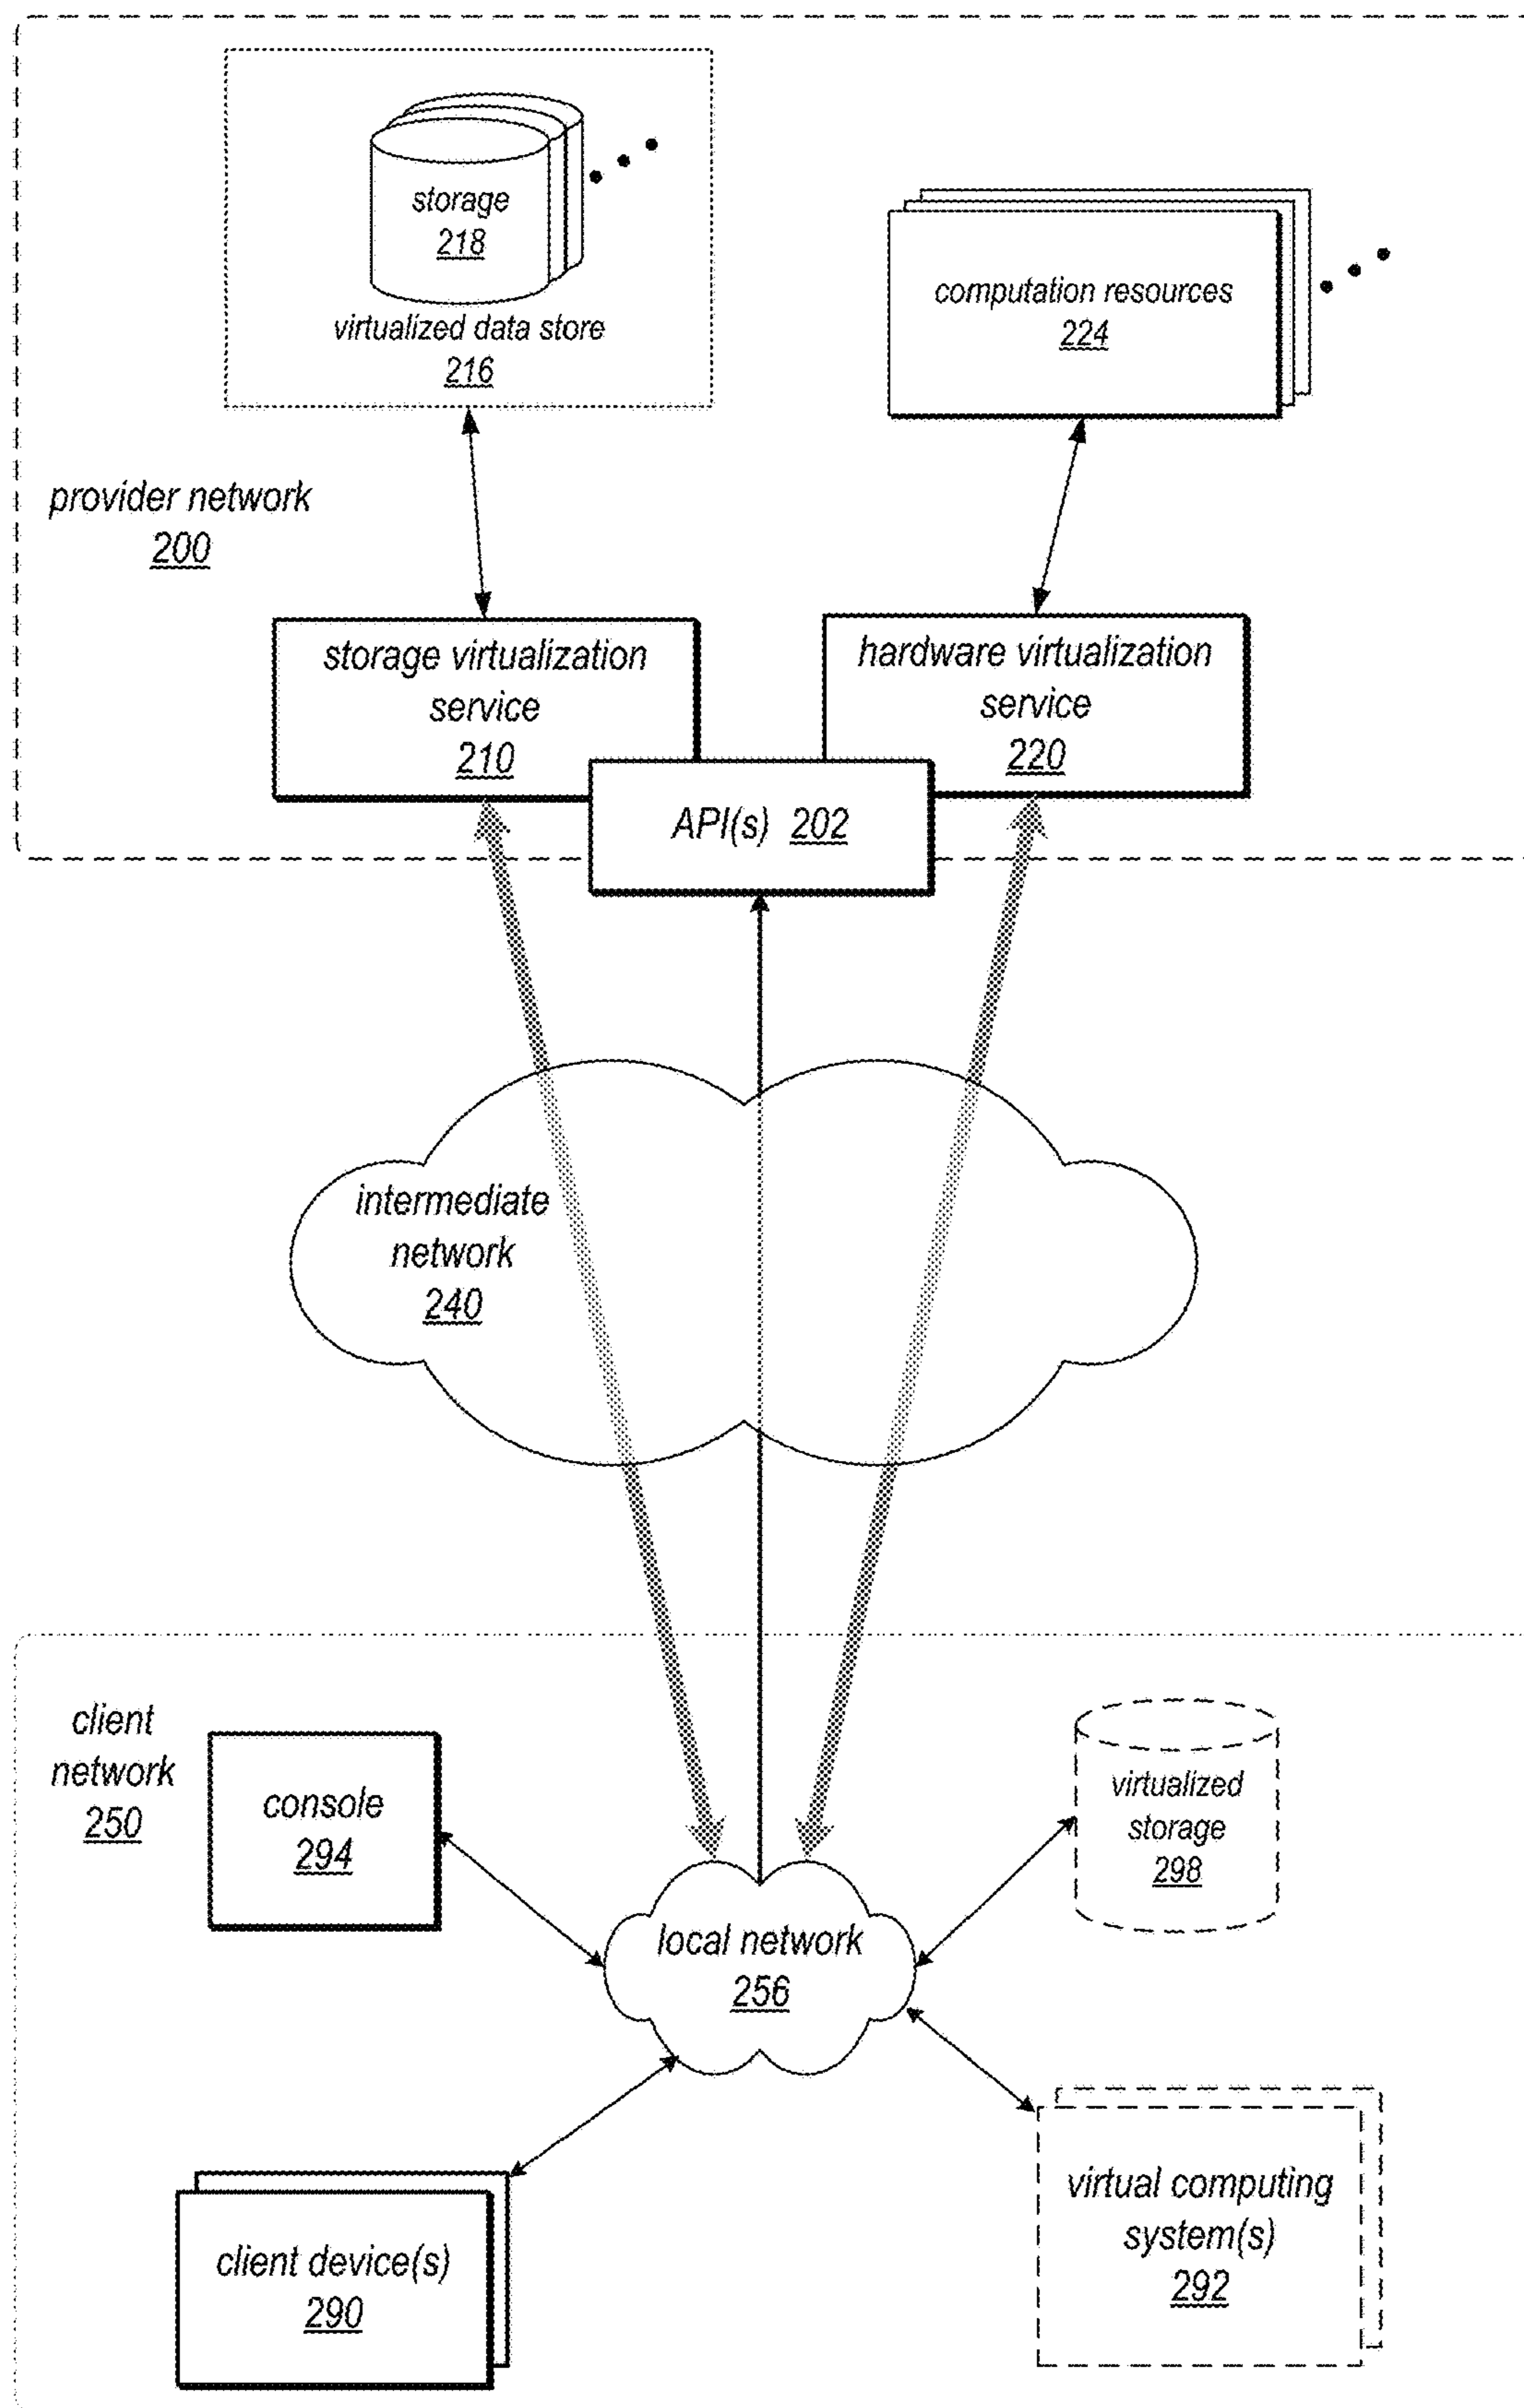 storage
218
virtualized data store
216
computation resources
224
provider network
200
storage virtualization
service
210
hardware virtualization
service
220
API(s) 202
intermediate
network
240
client
network
250
console
294
virtualized
storage
298
local network
256
client device(s)
290
virtual computing
system(s)
292